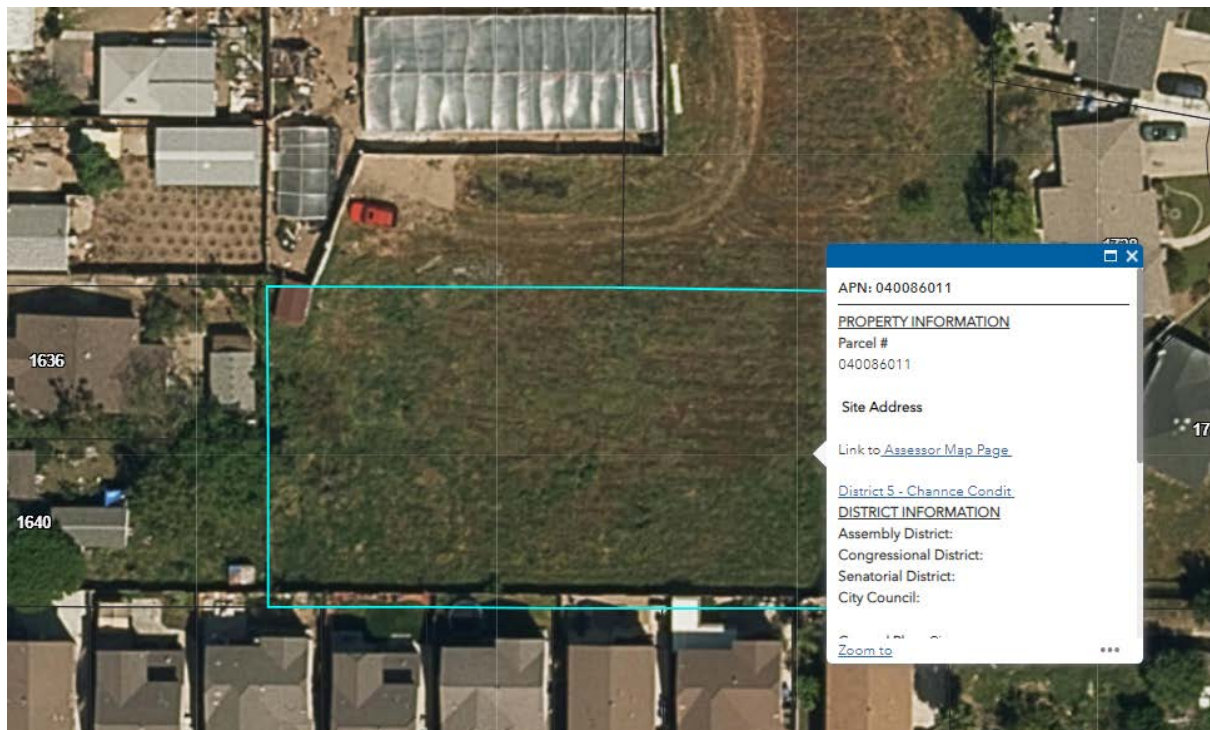 1636
1640
APN: 040086011
PROPERTY INFORMATION
Parcel #
040086011
Site Address
Link to Assessor Map Page
District 5 - Channce Condit
DISTRICT INFORMATION
Assembly District:
Congressional District:
Senatorial District:
City Council:
Zoom to
17